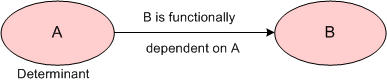 A
B is functionally
dependent on A
B
Determinant